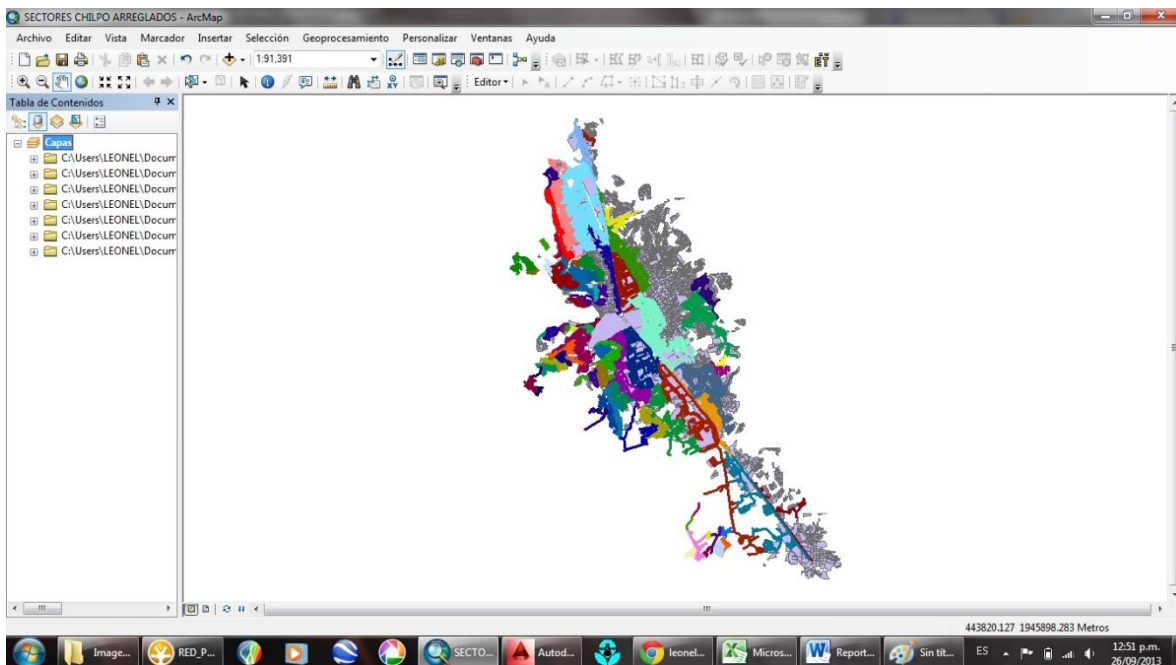 SECTORES CHILPO ARREGLADOS - ArcMap
Archivo Editar Vista Marcador Insertar Selección Geoprocesamiento Personalizar Ventanas Ayuda
1:91,391
Editor
Tabla de Contenidos
Capas
C:\Users\LEONEL\Docum
C:\Users\LEONEL\Docum
C:\Users\LEONEL\Docum
C:\Users\LEONEL\Docum
C:\Users\LEONEL\Docum
C:\Users\LEONEL\Docum
C:\Users\LEONEL\Docum
443820.127 1945898.283 Metros
Image... RED_P... SECTO... Autod... leonel... Micros... Report... Sin tít... ES 12:51 p.m.
26/09/2013